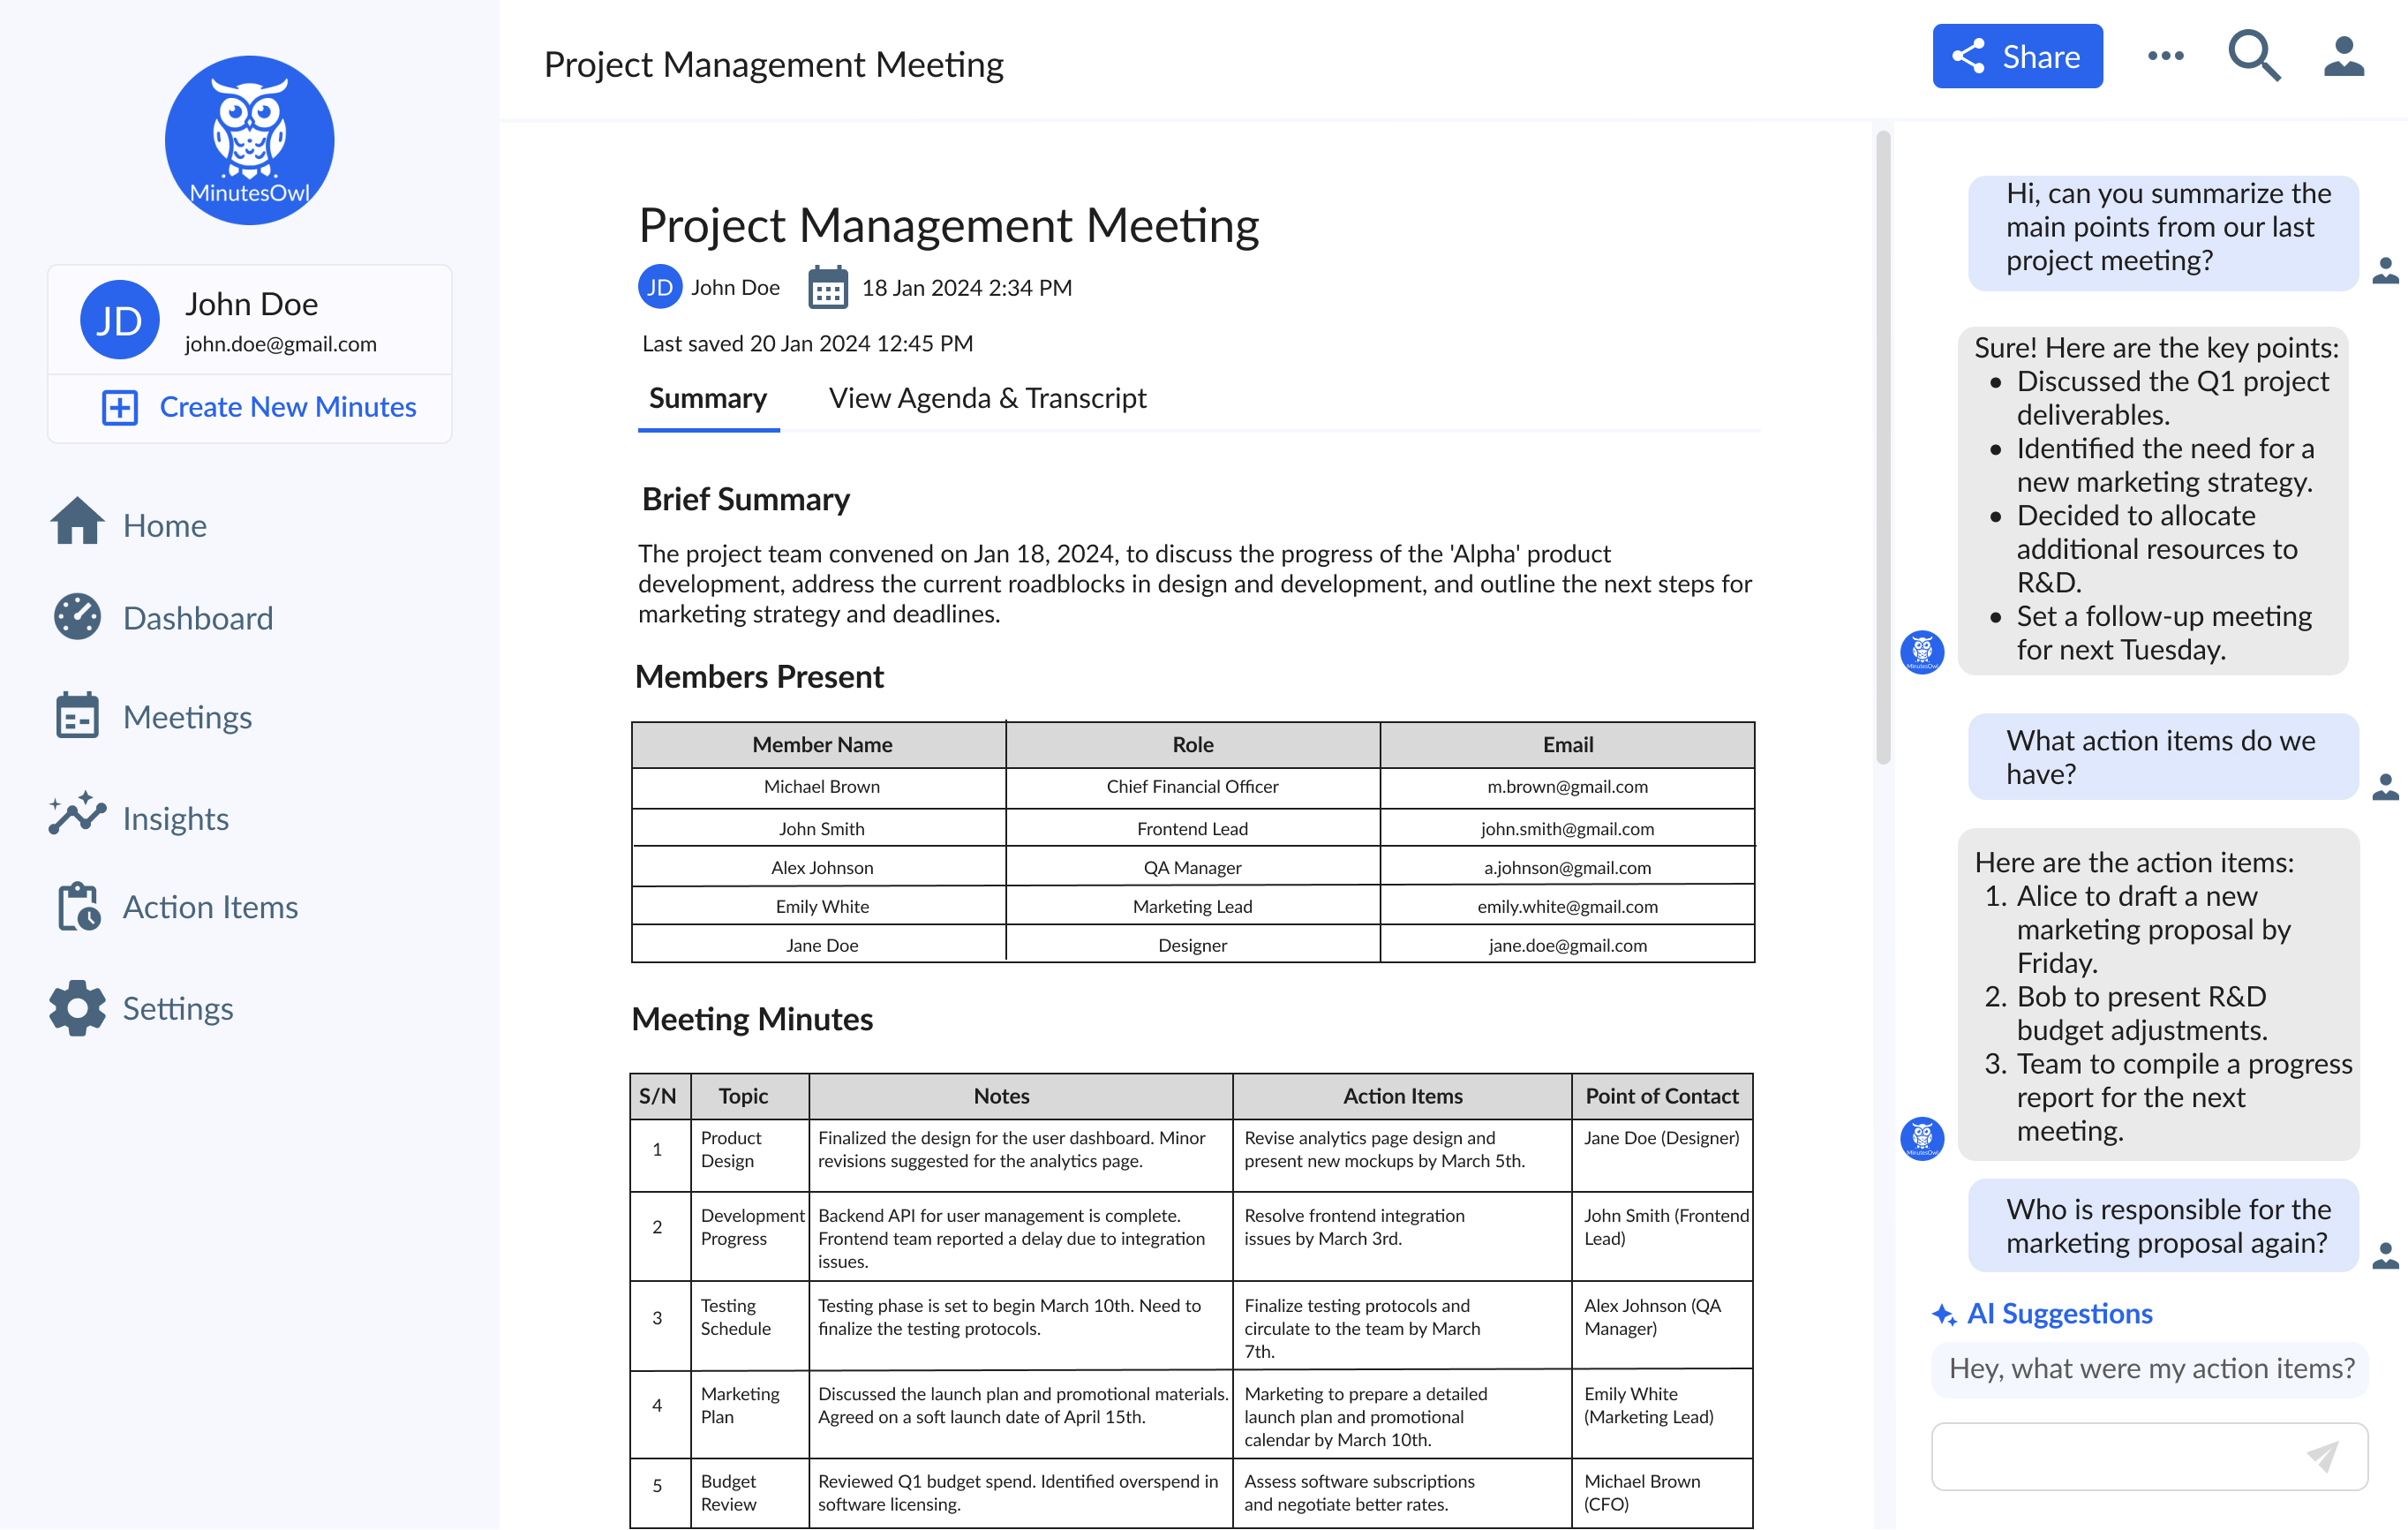 MinutesOwl
JD
John Doe
john.doe@gmail.com
Create New Minutes
Home
Dashboard
Meetings
Insights
Action Items
Settings
Project Management Meeting
Share
Project Management Meeting
JD John Doe 18 Jan 2024 2:34 PM
Last saved 20 Jan 2024 12:45 PM
Summary View Agenda & Transcript
Brief Summary
The project team convened on Jan 18, 2024, to discuss the progress of the 'Alpha' product
development, address the current roadblocks in design and development, and outline the next steps for
marketing strategy and deadlines.
Members Present
Member Name Role Email
Michael Brown Chief Financial Officer m.brown@gmail.com
John Smith Frontend Lead john.smith@gmail.com
Alex Johnson QA Manager a.johnson@gmail.com
Emily White Marketing Lead emily.white@gmail.com
Jane Doe Designer jane.doe@gmail.com
Meeting Minutes
S/N Topic Notes Action Items Point of Contact
1
Product
Design
Finalized the design for the user dashboard. Minor
revisions suggested for the analytics page.
Revise analytics page design and
present new mockups by March 5th.
Jane Doe (Designer)
2
Development
Progress
Backend API for user management is complete.
Frontend team reported a delay due to integration
issues.
Resolve frontend integration
issues by March 3rd.
John Smith (Frontend
Lead)
3
Testing
Schedule
Testing phase is set to begin March 10th. Need to
finalize the testing protocols.
Finalize testing protocols and
circulate to the team by March
7th.
Alex Johnson (QA
Manager)
4
Marketing
Plan
Discussed the launch plan and promotional materials.
Agreed on a soft launch date of April 15th.
Marketing to prepare a detailed
launch plan and promotional
calendar by March 10th.
Emily White
(Marketing Lead)
5
Budget
Review
Reviewed Q1 budget spend. Identified overspend in
software licensing.
Assess software subscriptions
and negotiate better rates.
Michael Brown
(CFO)
Hi, can you summarize the
main points from our last
project meeting?
Sure! Here are the key points:
• Discussed the Q1 project
deliverables.
• Identified the need for a
new marketing strategy.
• Decided to allocate
additional resources to
R&D.
• Set a follow-up meeting
for next Tuesday.
MinutesOwl
What action items do we
have?
Here are the action items:
1. Alice to draft a new
marketing proposal by
Friday.
2. Bob to present R&D
budget adjustments.
3. Team to compile a progress
report for the next
meeting.
MinutesOwl
Who is responsible for the
marketing proposal again?
AI Suggestions
Hey, what were my action items?